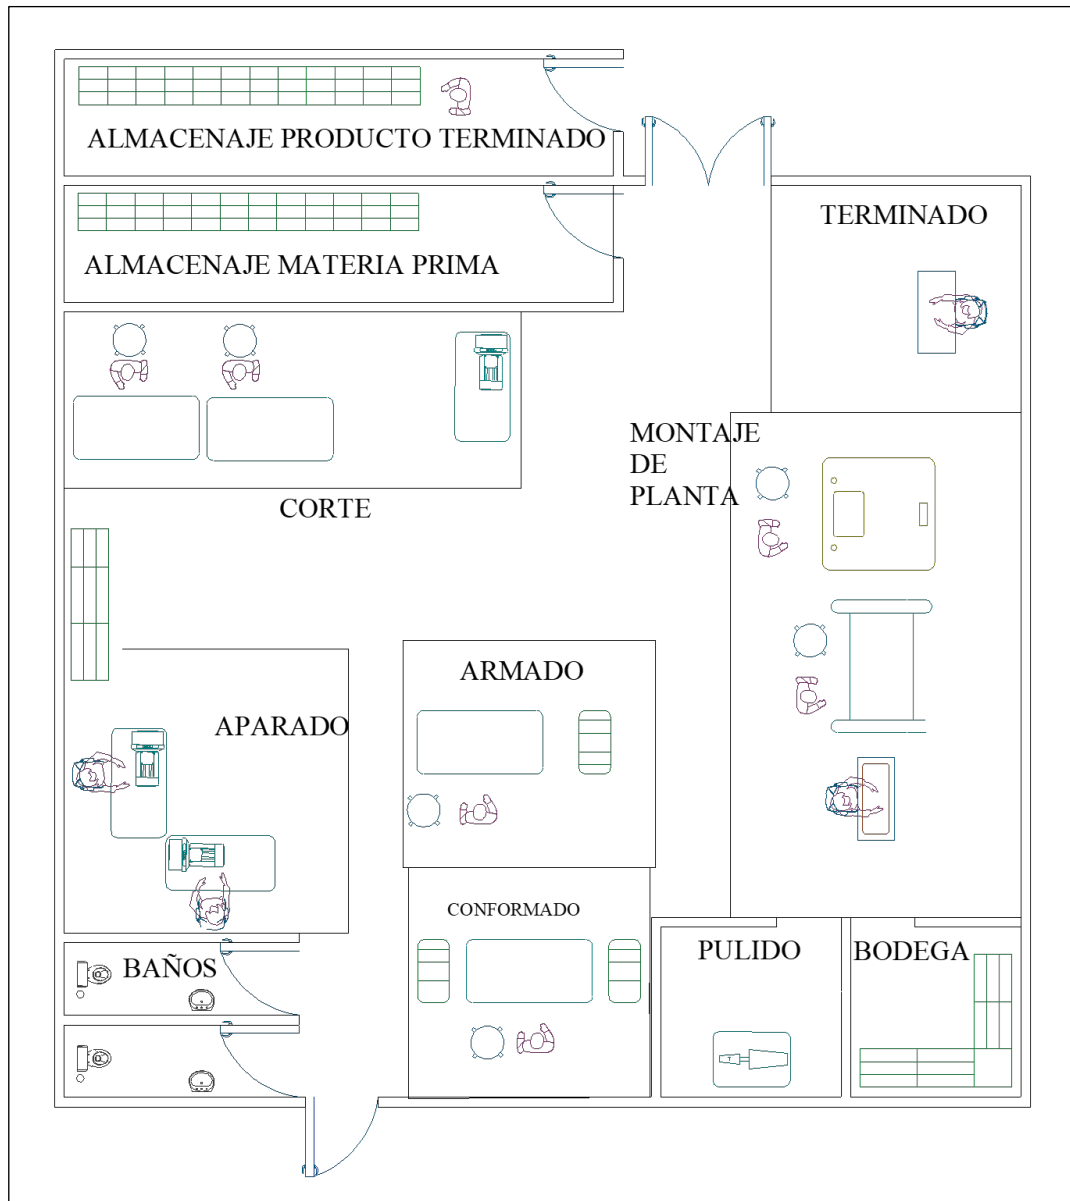 ALMACENAJE PRODUCTO TERMINADO
ALMACENAJE MATERIA PRIMA
TERMINADO
MONTAJE
DE
PLANTA
CORTE
ARMADO
APARADO
CONFORMADO
BAÑOS
PULIDO
BODEGA